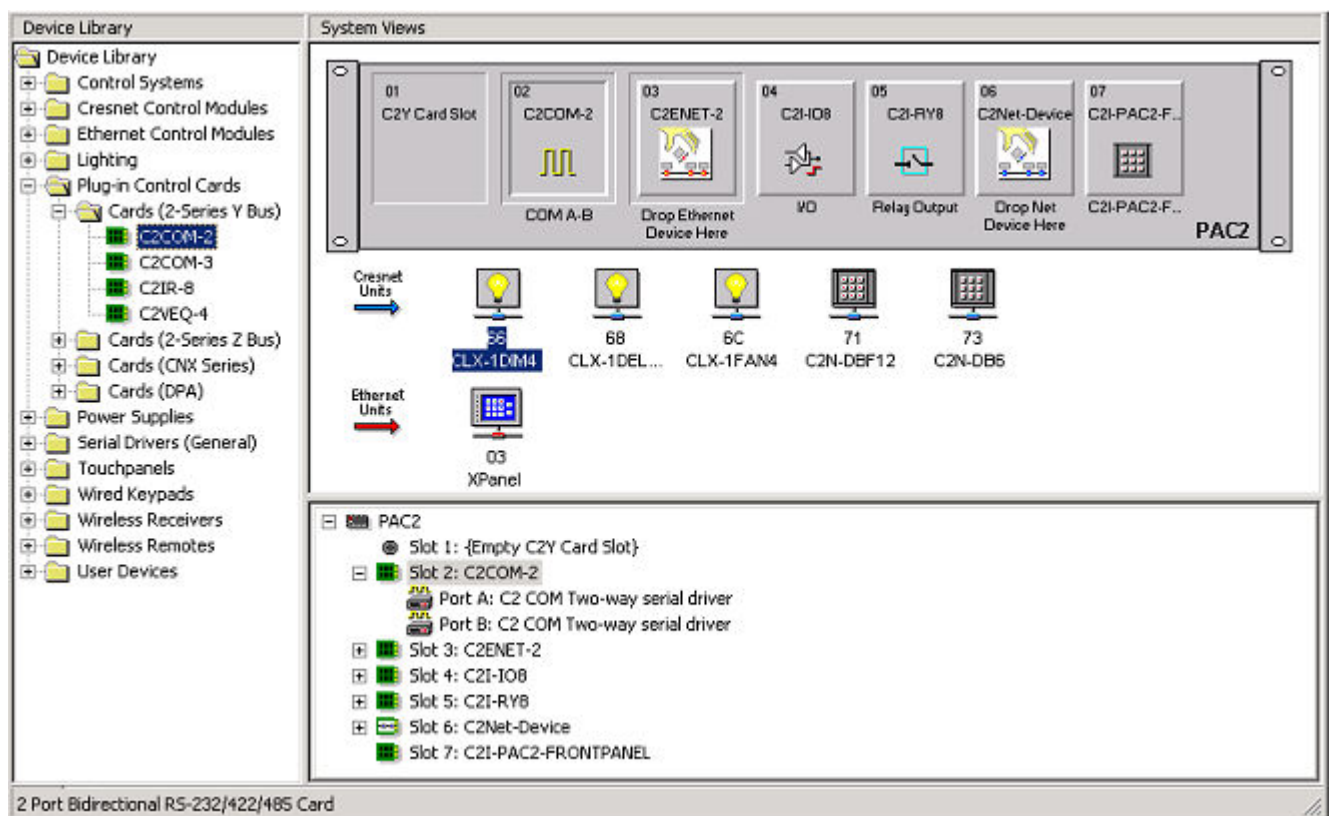 Device Library
Device Library
Control Systems
Cresnet Control Modules
Ethernet Control Modules
Lighting
Plug-in Control Cards
Cards (2-Series Y Bus)
C2COM-2
C2COM-3
C2IR-8
C2VEQ-4
Cards (2-Series Z Bus)
Cards (CNX Series)
Cards (DPA)
Power Supplies
Serial Drivers (General)
Touchpanels
Wired Keypads
Wireless Receivers
Wireless Remotes
User Devices
System Views
01
C2Y Card Slot
02
C2COM-2
COM A-B
03
C2ENET-2
Drop Ethernet
Device Here
04
C2I-IO8
I/O
05
C2I-RY8
Relay Output
06
C2Net-Device
Drop Net
Device Here
07
C2I-PAC2-F...
C2I-PAC2-F...
PAC2
Cresnet
Units
66
CLX-1DIM4
68
CLX-1DEL...
6C
CLX-1FAN4
71
C2N-DBF12
73
C2N-DB6
Ethernet
Units
03
XPanel
PAC2
Slot 1: {Empty C2Y Card Slot}
Slot 2: C2COM-2
Port A: C2 COM Two-way serial driver
Port B: C2 COM Two-way serial driver
Slot 3: C2ENET-2
Slot 4: C2I-IO8
Slot 5: C2I-RY8
Slot 6: C2Net-Device
Slot 7: C2I-PAC2-FRONTPANEL
2 Port Bidirectional RS-232/422/485 Card